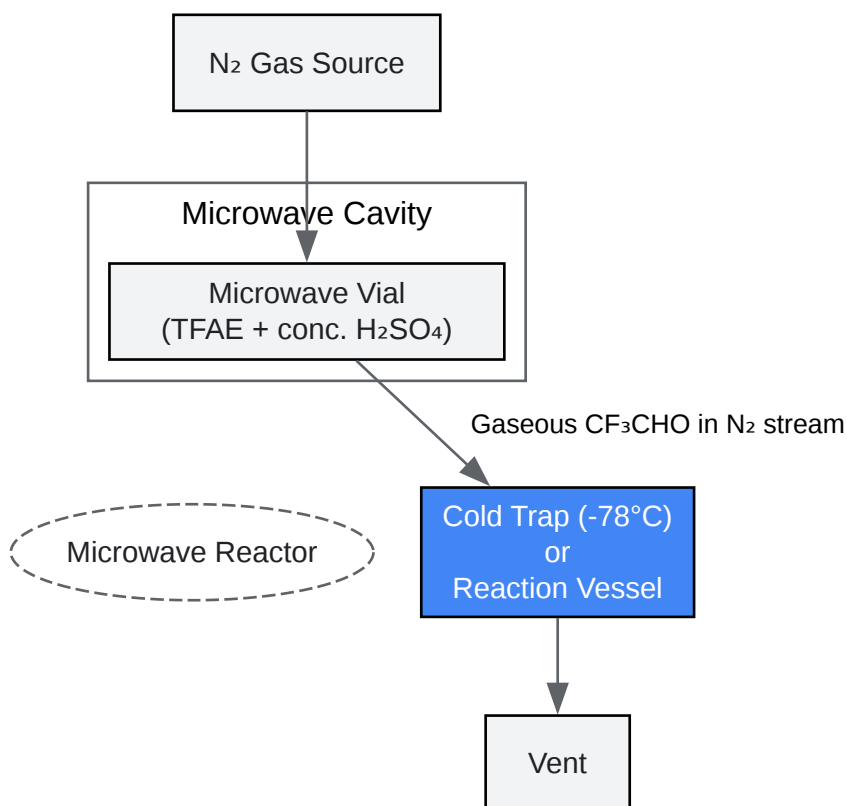 N₂ Gas Source
Microwave Cavity
Microwave Vial
(TFAE + conc. H₂SO₄)
Gaseous CF₃CHO in N₂ stream
Cold Trap (-78°C)
or
Reaction Vessel
Microwave Reactor
Vent